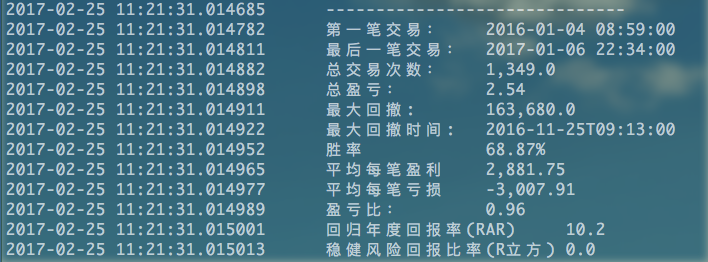 2017-02-25 11:21:31.014685 ------------------------------
2017-02-25 11:21:31.014782 第一笔交易： 2016-01-04 08:59:00
2017-02-25 11:21:31.014811 最后一笔交易： 2017-01-06 22:34:00
2017-02-25 11:21:31.014882 总交易次数： 1,349.0
2017-02-25 11:21:31.014898 总盈亏： 2.54
2017-02-25 11:21:31.014911 最大回撤: 163,680.0
2017-02-25 11:21:31.014922 最大回撤时间: 2016-11-25T09:13:00
2017-02-25 11:21:31.014952 胜率 68.87%
2017-02-25 11:21:31.014965 平均每笔盈利 2,881.75
2017-02-25 11:21:31.014977 平均每笔亏损 -3,007.91
2017-02-25 11:21:31.014989 盈亏比： 0.96
2017-02-25 11:21:31.015001 回归年度回报率(RAR) 10.2
2017-02-25 11:21:31.015013 稳健风险回报比率(R立方) 0.0